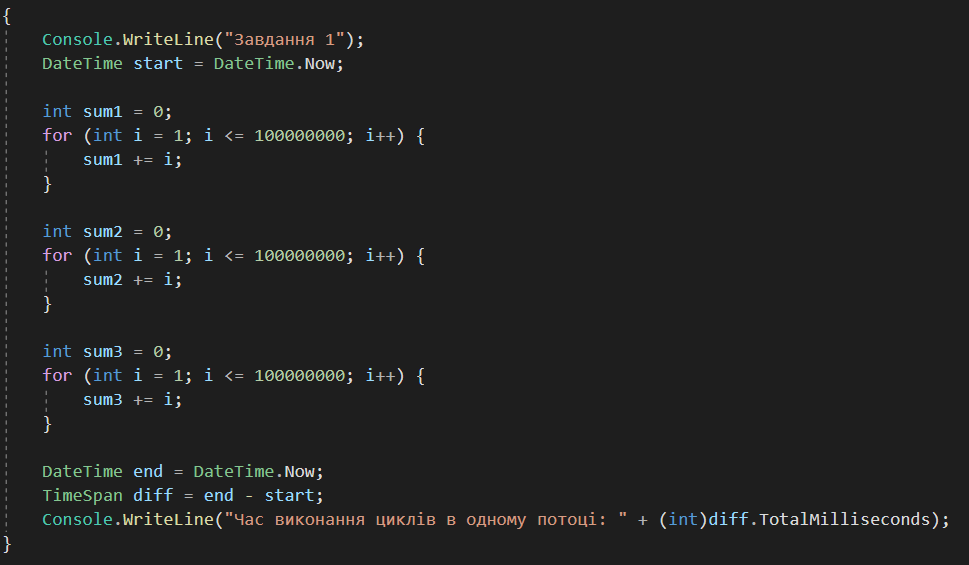 {
Console.WriteLine("Завдання 1");
DateTime start = DateTime.Now;
int sum1 = 0;
for (int i = 1; i <= 100000000; i++) {
sum1 += i;
}
int sum2 = 0;
for (int i = 1; i <= 100000000; i++) {
sum2 += i;
}
int sum3 = 0;
for (int i = 1; i <= 100000000; i++) {
sum3 += i;
}
DateTime end = DateTime.Now;
TimeSpan diff = end - start;
Console.WriteLine("Час виконання циклів в одному потоці: " + (int)diff.TotalMilliseconds);
}